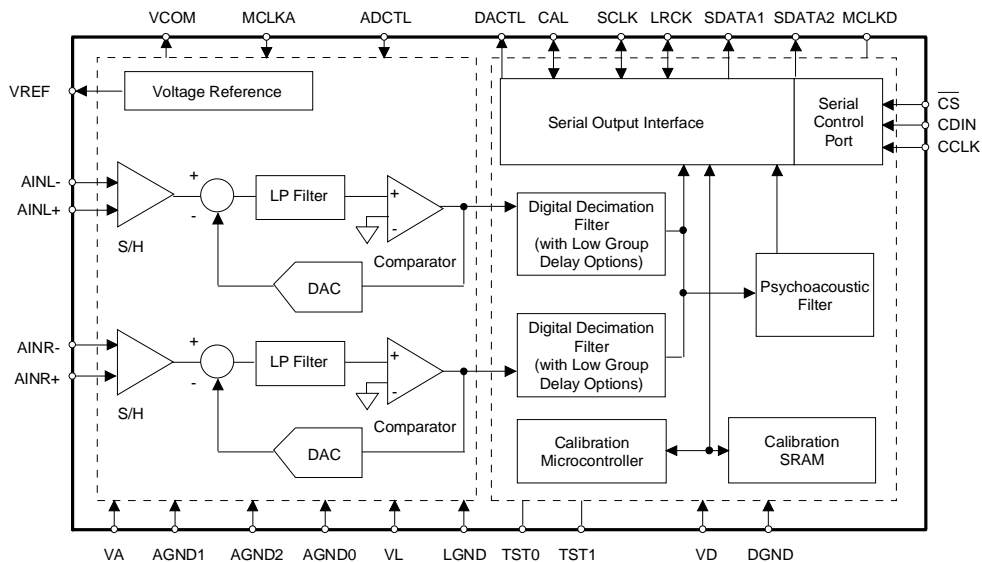 VCOM MCLKA ADCTL DACTL CAL SCLK LRCK SDATA1 SDATA2 MCLKD
VREF
Voltage Reference
Serial Output Interface
Serial
Control
Port
CS
CDIN
CCLK
AINL-
AINL+
S/H
+
-
LP Filter
+
-
Comparator
DAC
Digital Decimation
Filter
(with Low Group
Delay Options)
Psychoacoustic
Filter
AINR-
AINR+
S/H
+
-
LP Filter
+
-
Comparator
DAC
Digital Decimation
Filter
(with Low Group
Delay Options)
Calibration
Microcontroller
Calibration
SRAM
VA AGND1 AGND2 AGND0 VL LGND TST0 TST1 VD DGND